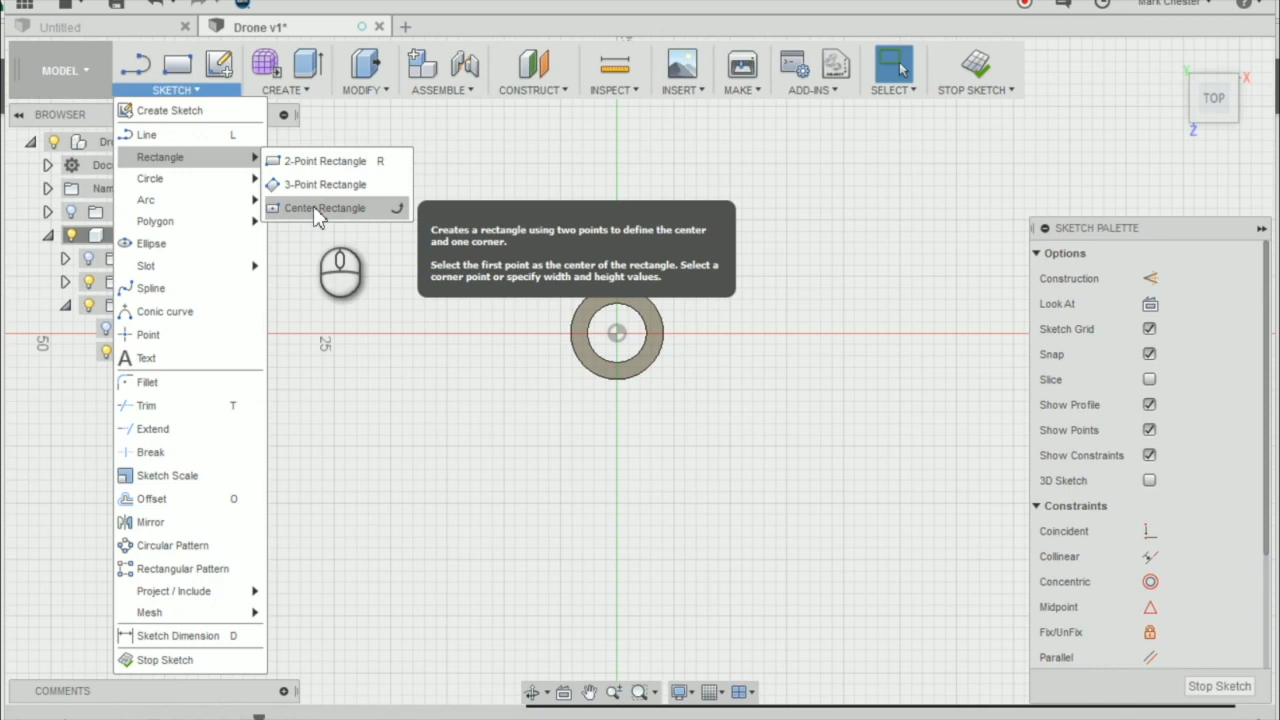 Mark Chester
Untitled
Drone v1*
MODEL
SKETCH
CREATE
MODIFY
ASSEMBLE
CONSTRUCT
INSPECT
INSERT
MAKE
ADD-INS
SELECT
STOP SKETCH
BROWSER
Dr
Docu
Nam
Create Sketch
Line L
Rectangle
Circle
Arc
Polygon
Ellipse
Slot
Spline
Conic curve
Point
Text
Fillet
Trim T
Extend
Break
Sketch Scale
Offset O
Mirror
Circular Pattern
Rectangular Pattern
Project / Include
Mesh
Sketch Dimension D
Stop Sketch
2-Point Rectangle R
3-Point Rectangle
Center Rectangle
Creates a rectangle using two points to define the center
and one corner.
Select the first point as the center of the rectangle. Select a
corner point or specify width and height values.
50
25
Y
X
TOP
Z
SKETCH PALETTE
Options
Construction
Look At
Sketch Grid
Snap
Slice
Show Profile
Show Points
Show Constraints
3D Sketch
Constraints
Coincident
Collinear
Concentric
Midpoint
Fix/UnFix
Parallel
Stop Sketch
COMMENTS